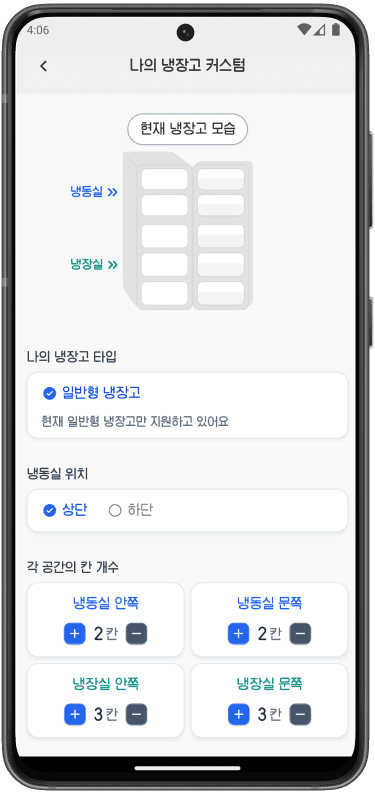 4:06
나의 냉장고 커스텀
현재 냉장고 모습
냉동실 »
냉장실 »
나의 냉장고 타입
일반형 냉장고
현재 일반형 냉장고만 지원하고 있어요
냉동실 위치
상단 하단
각 공간의 칸 개수
냉동실 안쪽 냉동실 문쪽
+ 2 칸 − + 2 칸 −
냉장실 안쪽 냉장실 문쪽
+ 3 칸 − + 3 칸 −